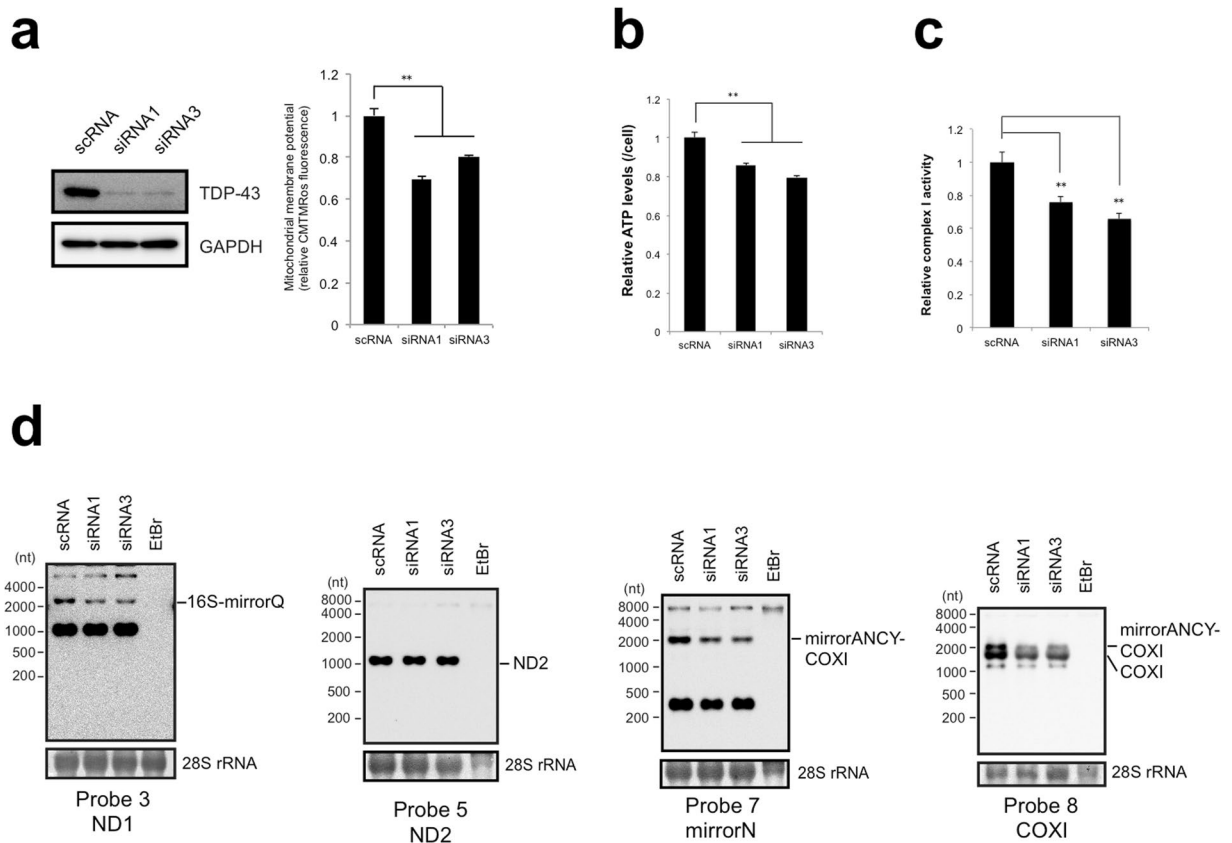 a
scRNA
siRNA1
siRNA3
TDP-43
GAPDH
Mitochondrial membrane potential
(relative CMTMRos fluorescence)
1.2
1
0.8
0.6
0.4
0.2
0
**
scRNA siRNA1 siRNA3
b
Relative ATP levels (/cell)
1.2
1
0.8
0.6
0.4
0.2
0
**
scRNA siRNA1 siRNA3
c
Relative complex I activity
1.2
1
0.8
0.6
0.4
0.2
0
**
**
scRNA siRNA1 siRNA3
d
scRNA
siRNA1
siRNA3
EtBr
(nt)
4000
2000
1000
500
200
16S-mirrorQ
28S rRNA
Probe 3
ND1
scRNA
siRNA1
siRNA3
EtBr
(nt)
8000
4000
2000
1000
500
200
ND2
28S rRNA
Probe 5
ND2
scRNA
siRNA1
siRNA3
EtBr
(nt)
8000
4000
2000
1000
500
200
mirrorANCY-
COXI
28S rRNA
Probe 7
mirrorN
scRNA
siRNA1
siRNA3
EtBr
(nt)
8000
4000
2000
1000
500
200
mirrorANCY-
COXI
COXI
28S rRNA
Probe 8
COXI